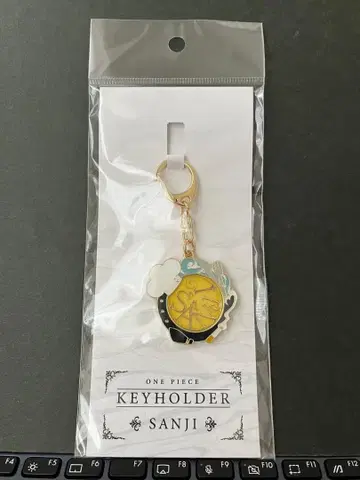 ONE PIECE
KEYHOLDER
SANJI
F4 F5 F6 F7 F8 F9 F10 F11 F12